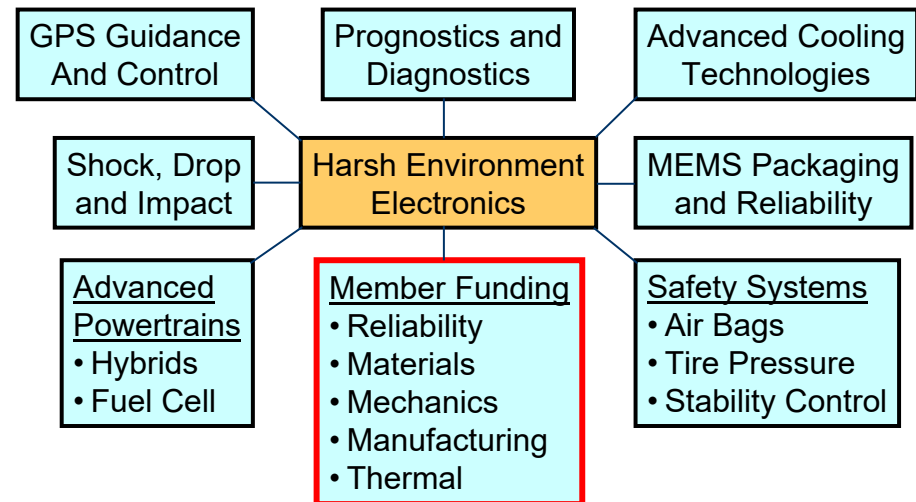 GPS Guidance
And Control
Prognostics and
Diagnostics
Advanced Cooling
Technologies
Shock, Drop
and Impact
Harsh Environment
Electronics
MEMS Packaging
and Reliability
Advanced
Powertrains
• Hybrids
• Fuel Cell
Member Funding
• Reliability
• Materials
• Mechanics
• Manufacturing
• Thermal
Safety Systems
• Air Bags
• Tire Pressure
• Stability Control